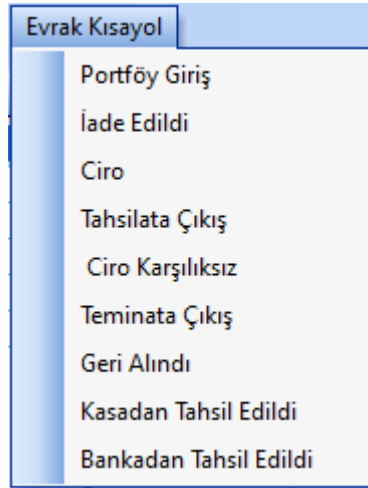 Evrak Kısayol
Portföy Giriş
İade Edildi
Ciro
Tahsilata Çıkış
Ciro Karşılıksız
Teminata Çıkış
Geri Alındı
Kasadan Tahsil Edildi
Bankadan Tahsil Edildi